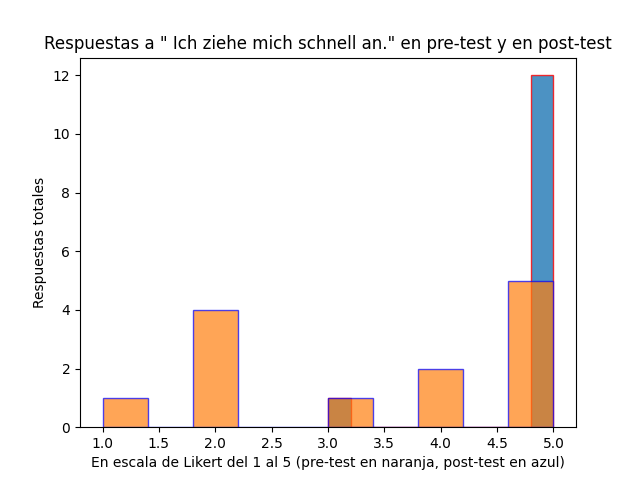 Respuestas a " Ich ziehe mich schnell an." en pre-test y en post-test
12
10
8
6
4
2
0
Respuestas totales
1.0 1.5 2.0 2.5 3.0 3.5 4.0 4.5 5.0
En escala de Likert del 1 al 5 (pre-test en naranja, post-test en azul)